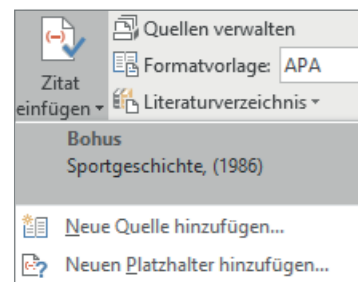 Quellen verwalten
Formatvorlage: APA
Zitat
einfügen
Literaturverzeichnis
Bohus
Sportgeschichte, (1986)
Neue Quelle hinzufügen...
Neuen Platzhalter hinzufügen...